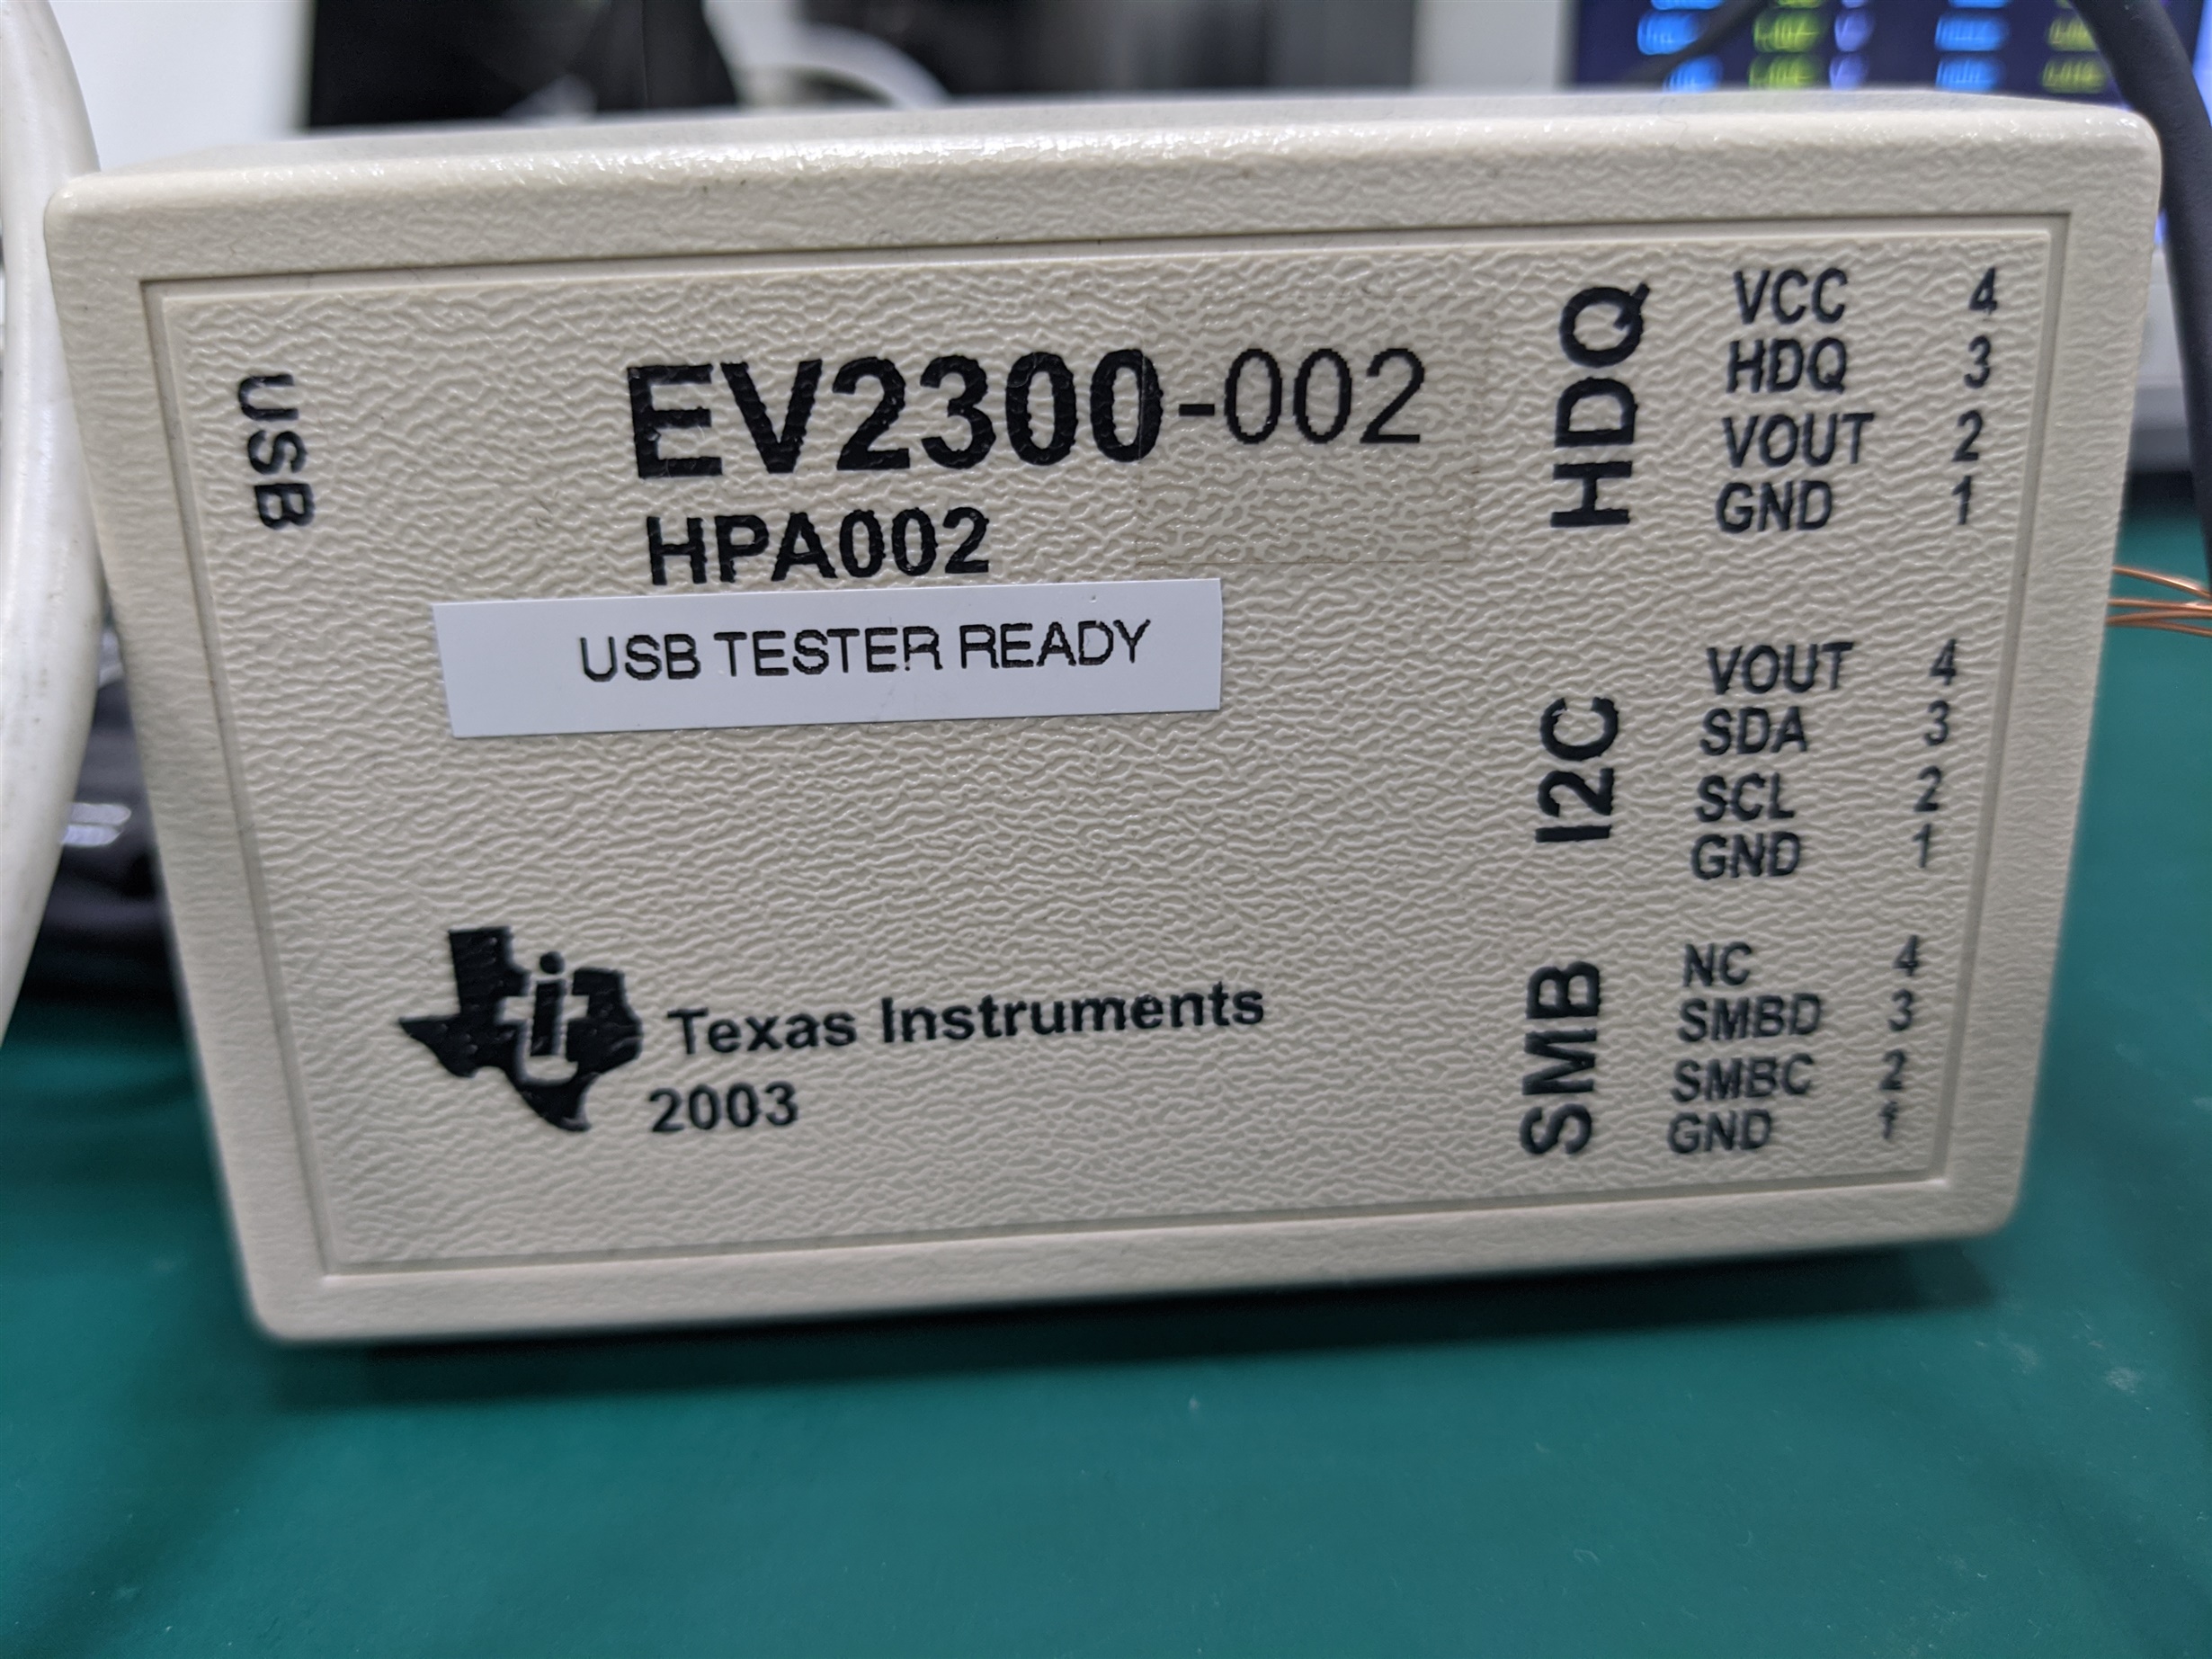 USB
EV2300-002
HPA002
USB TESTER READY
Texas Instruments
2003
HDQ
VCC 4
HDQ 3
VOUT 2
GND 1
I2C
VOUT 4
SDA 3
SCL 2
GND 1
SMB
NC 4
SMBD 3
SMBC 2
GND 1